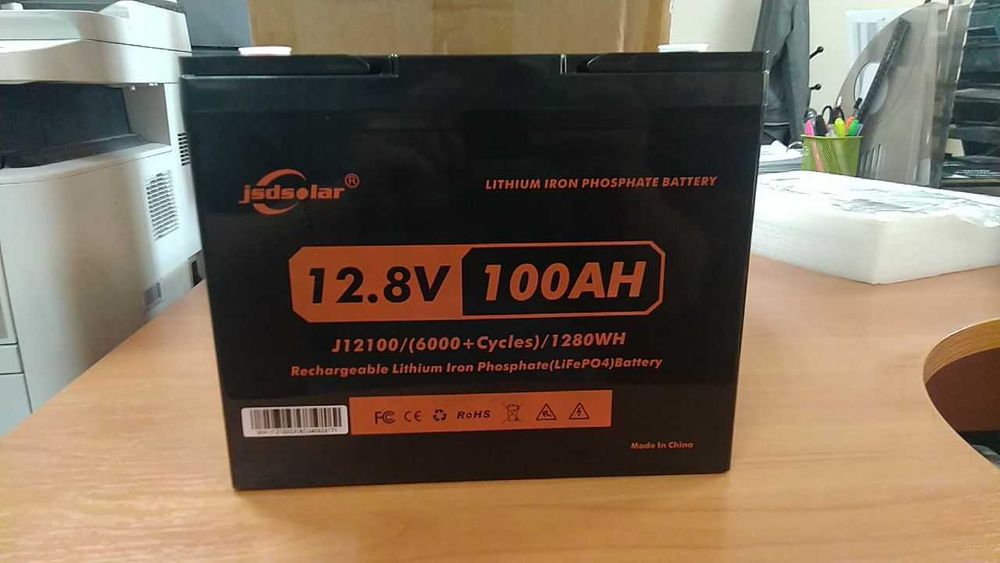 jsdsolar®
LITHIUM IRON PHOSPHATE BATTERY
12.8V 100AH
J12100/(6000+Cycles)/1280WH
Rechargeable Lithium Iron Phosphate(LiFePO4)Battery
FC CE RoHS
Made In China